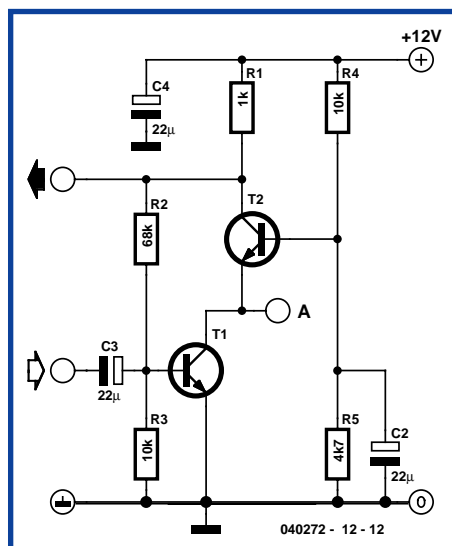 +12V
C4
22µ
R1
1k
R4
10k
R2
68k
T2
A
C3
22µ
T1
R3
10k
R5
4k7
C2
22µ
0
040272 - 12 - 12